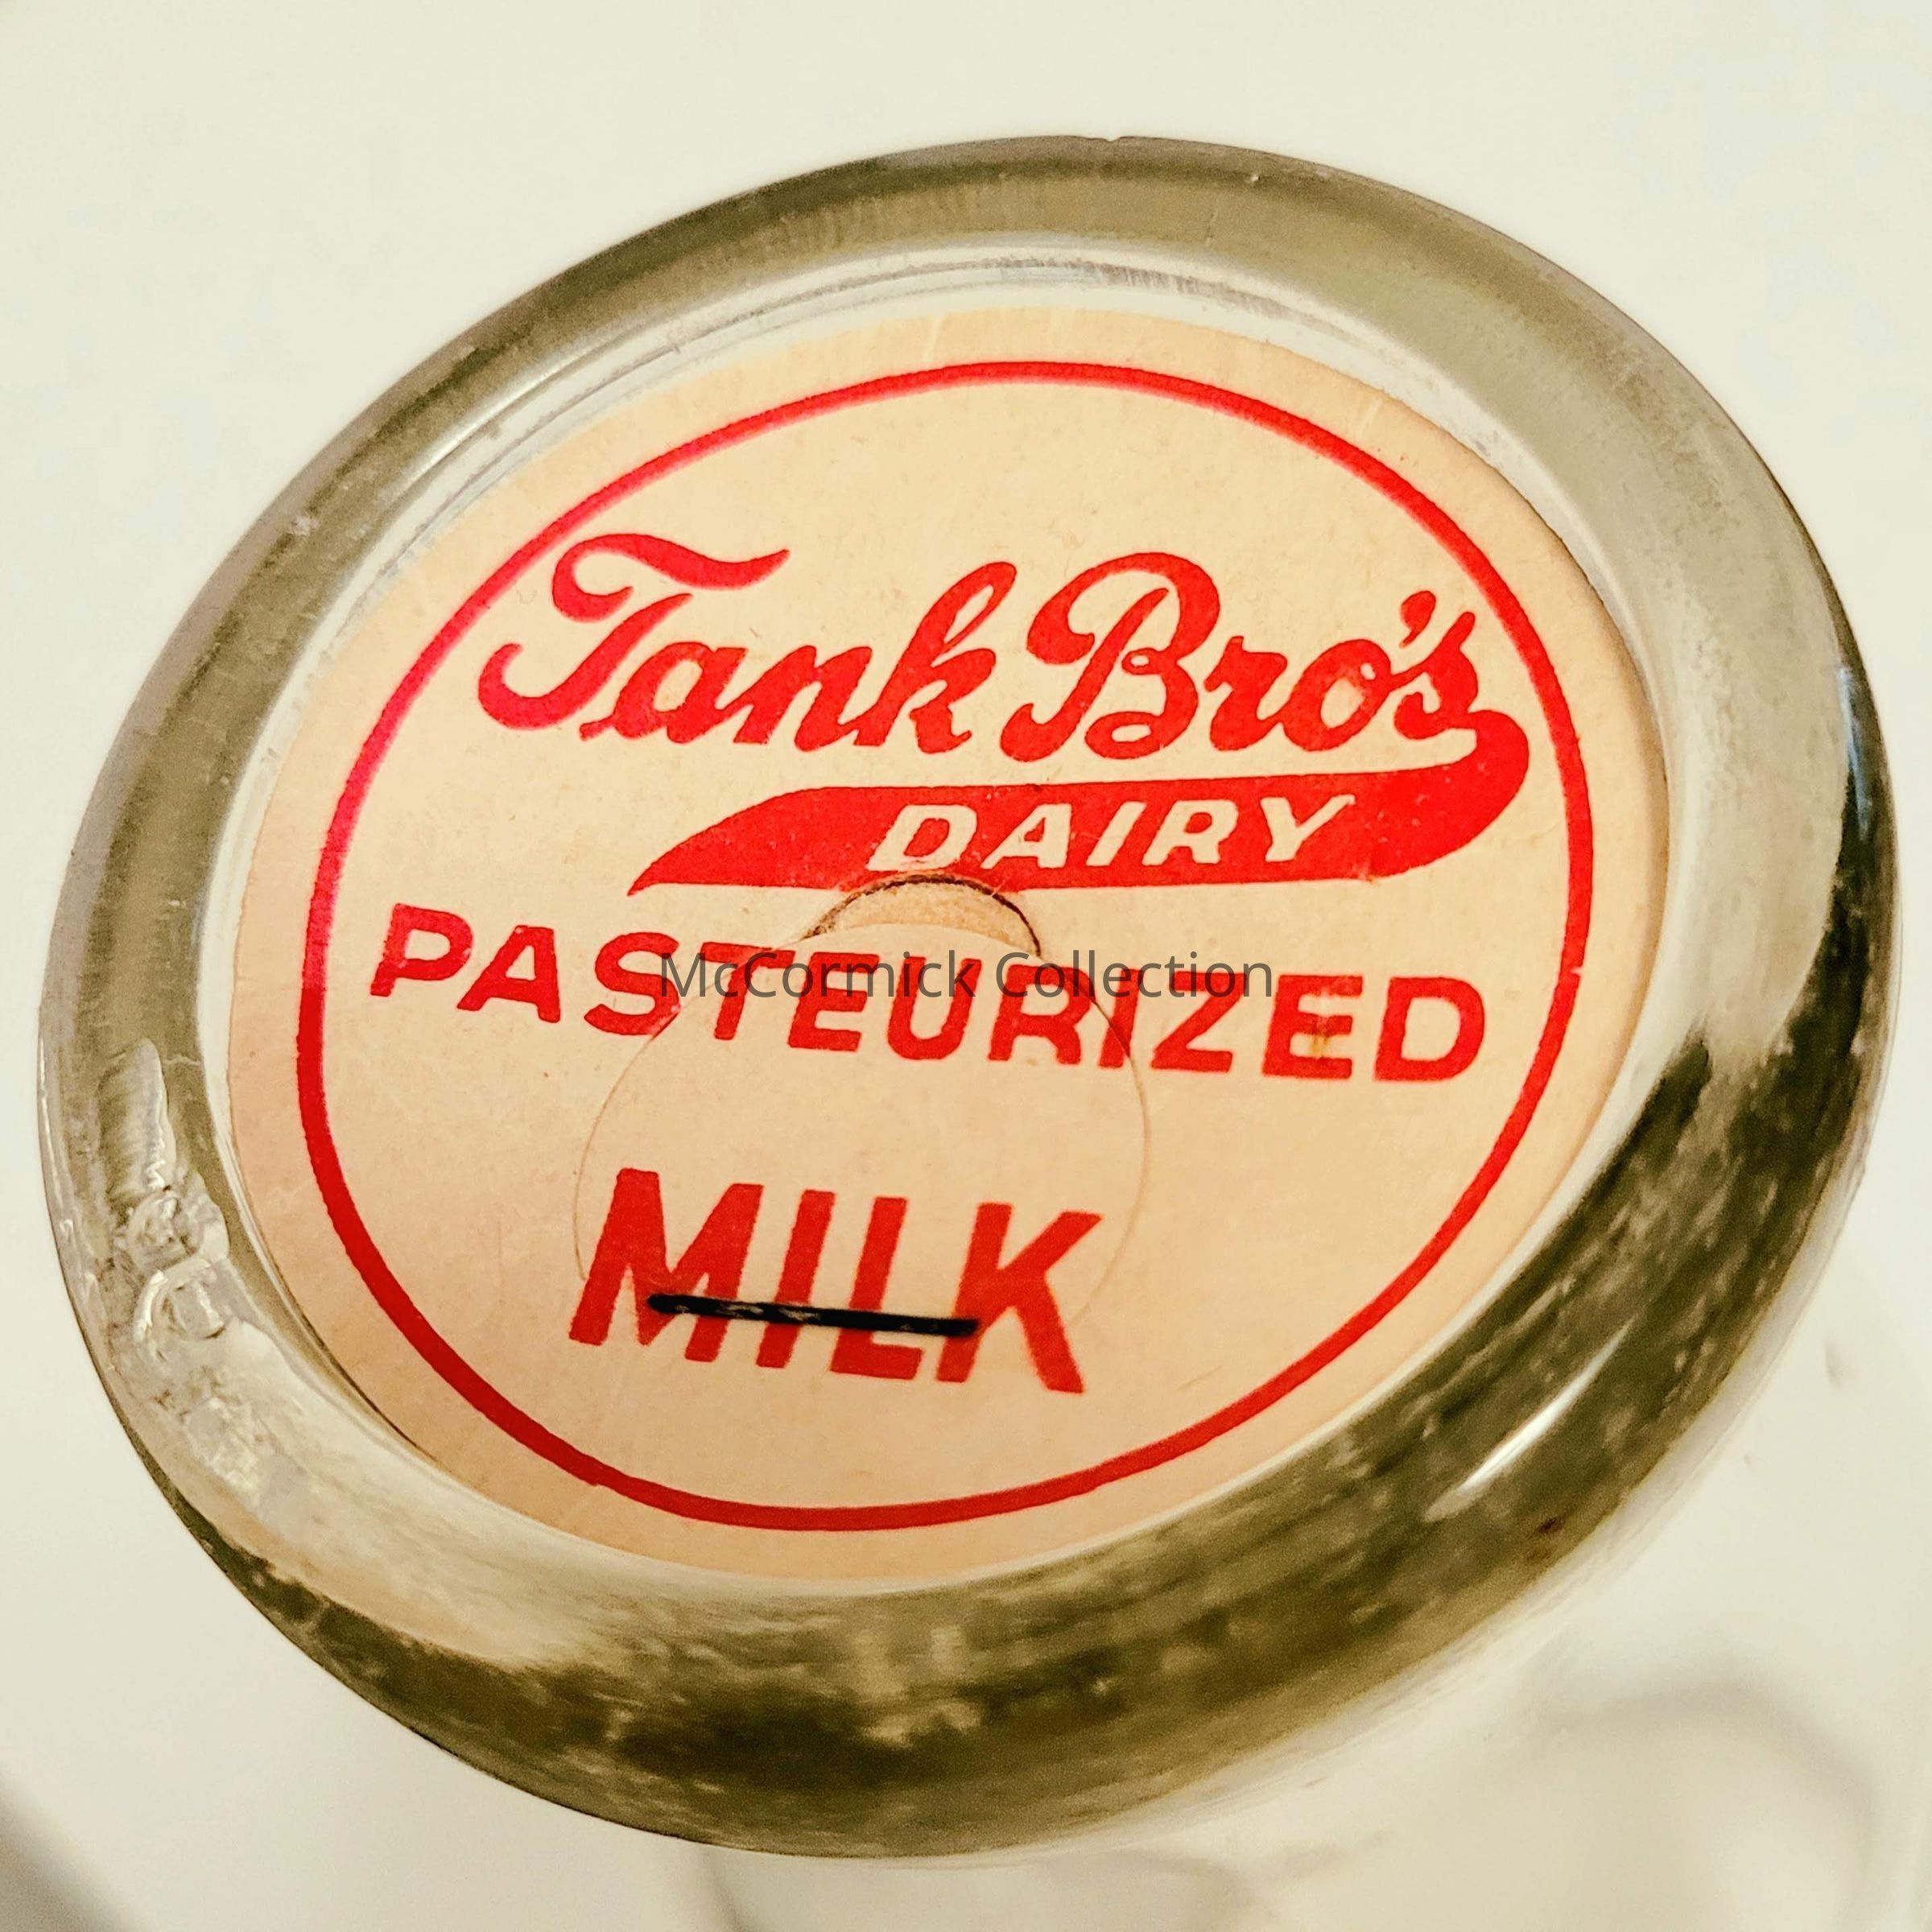 Tank Bro's
DAIRY
PASTEURIZED
McCormick Collection
MILK